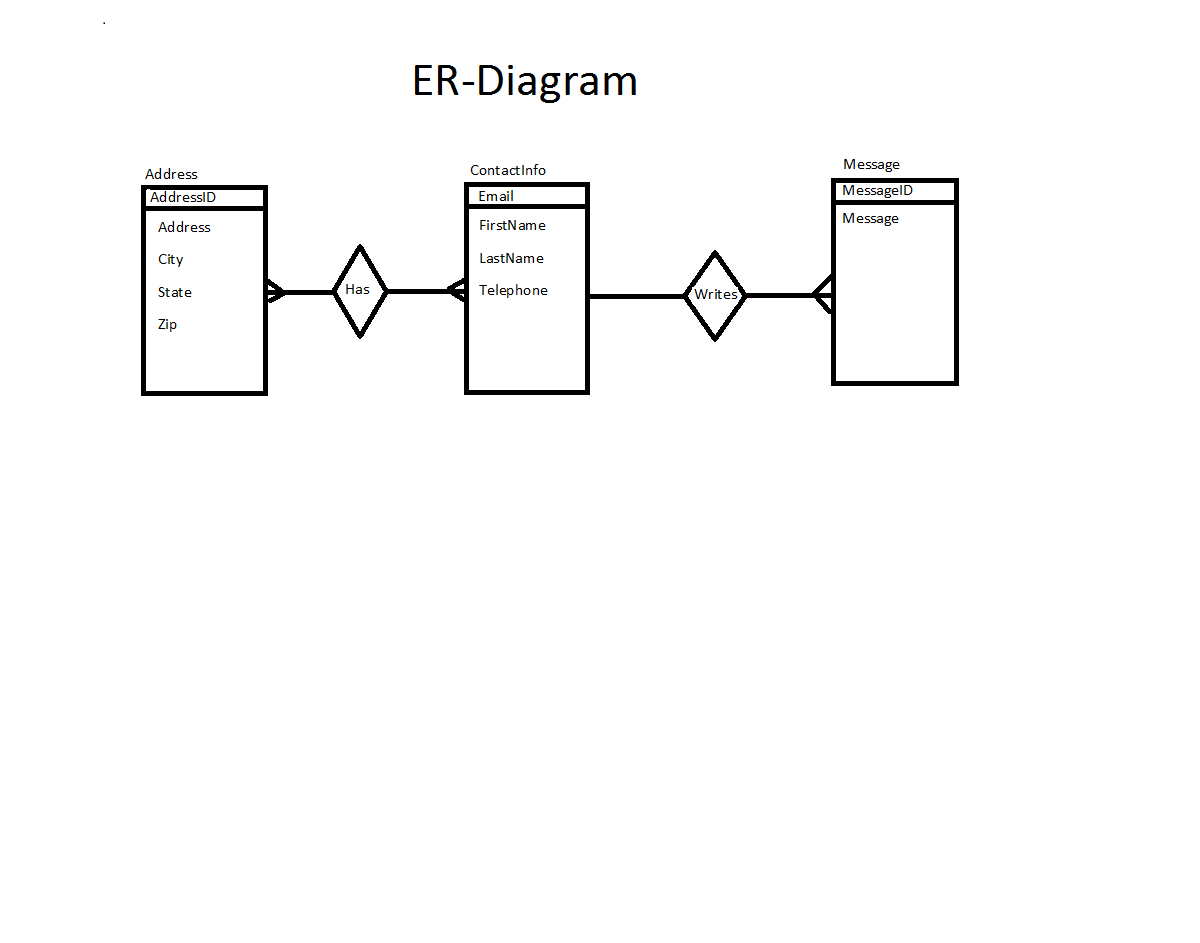 ER-Diagram
Address
AddressID
Address
City
State
Zip
Has
ContactInfo
Email
FirstName
LastName
Telephone
Writes
Message
MessageID
Message